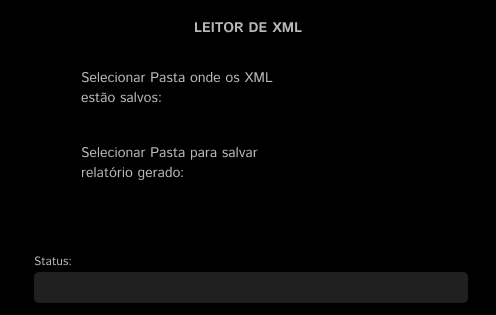 LEITOR DE XML
Selecionar Pasta onde os XML
estão salvos:
Selecionar Pasta para salvar
relatório gerado:
Status: